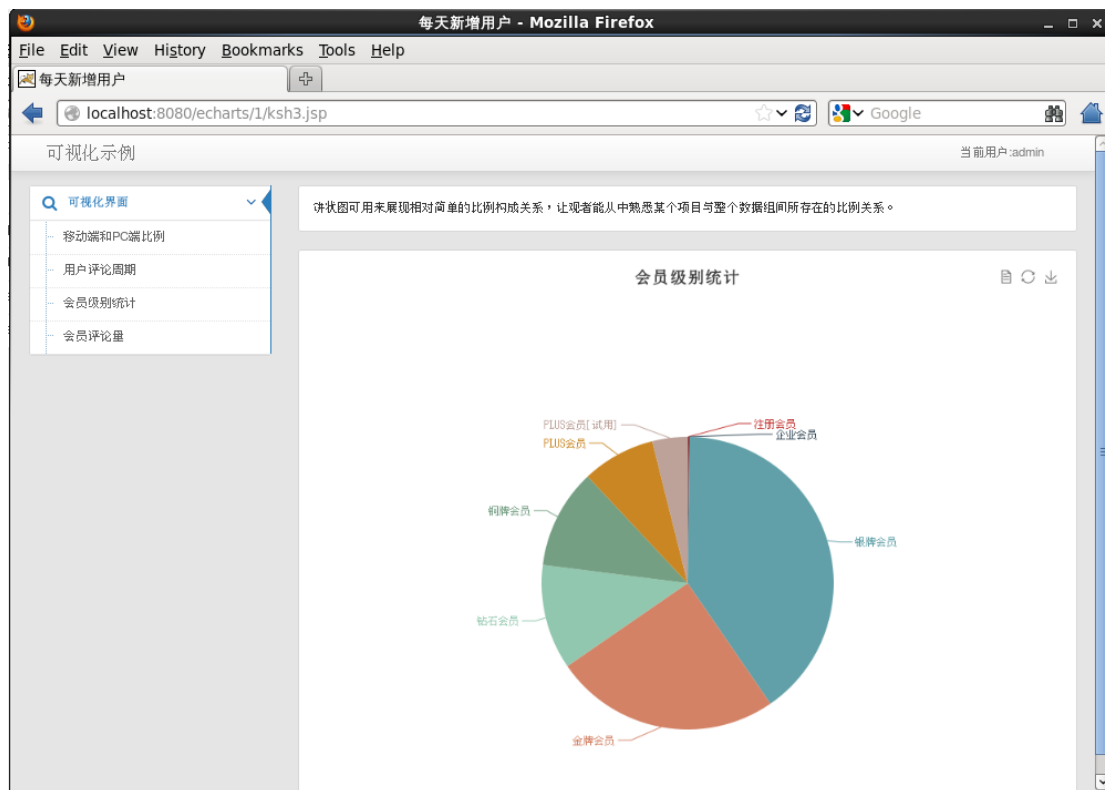 每天新增用户 - Mozilla Firefox
File Edit View History Bookmarks Tools Help
每天新增用户
localhost:8080/echarts/1/ksh3.jsp
Google
可视化示例
当前用户:admin
可视化界面
移动端和PC端比例
用户评论周期
会员级别统计
会员评论量
饼状图可用来展现相对简单的比例构成关系，让观者能从中熟悉某个项目与整个数据组间所存在的比例关系。
会员级别统计
PLUS会员[试用]
注册会员
企业会员
PLUS会员
铜牌会员
银牌会员
钻石会员
金牌会员